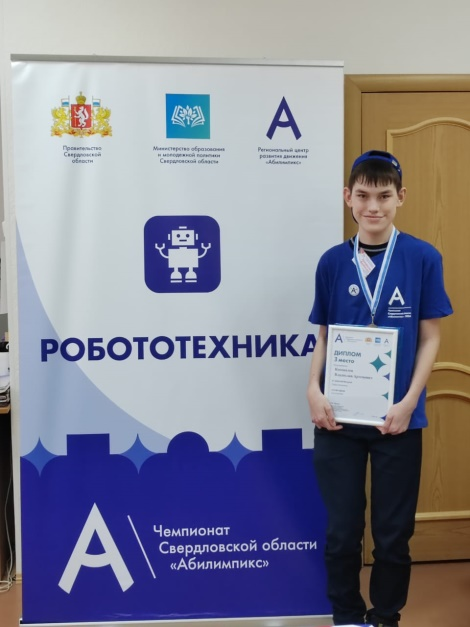 Правительство
Свердловской
области
Министерство образования
и молодежной политики
Свердловской области
Региональный центр
развития движения
«Абилимпикс»
РОБОТОТЕХНИКА
Чемпионат
Свердловской области
«Абилимпикс»
ДИПЛОМ
3 место